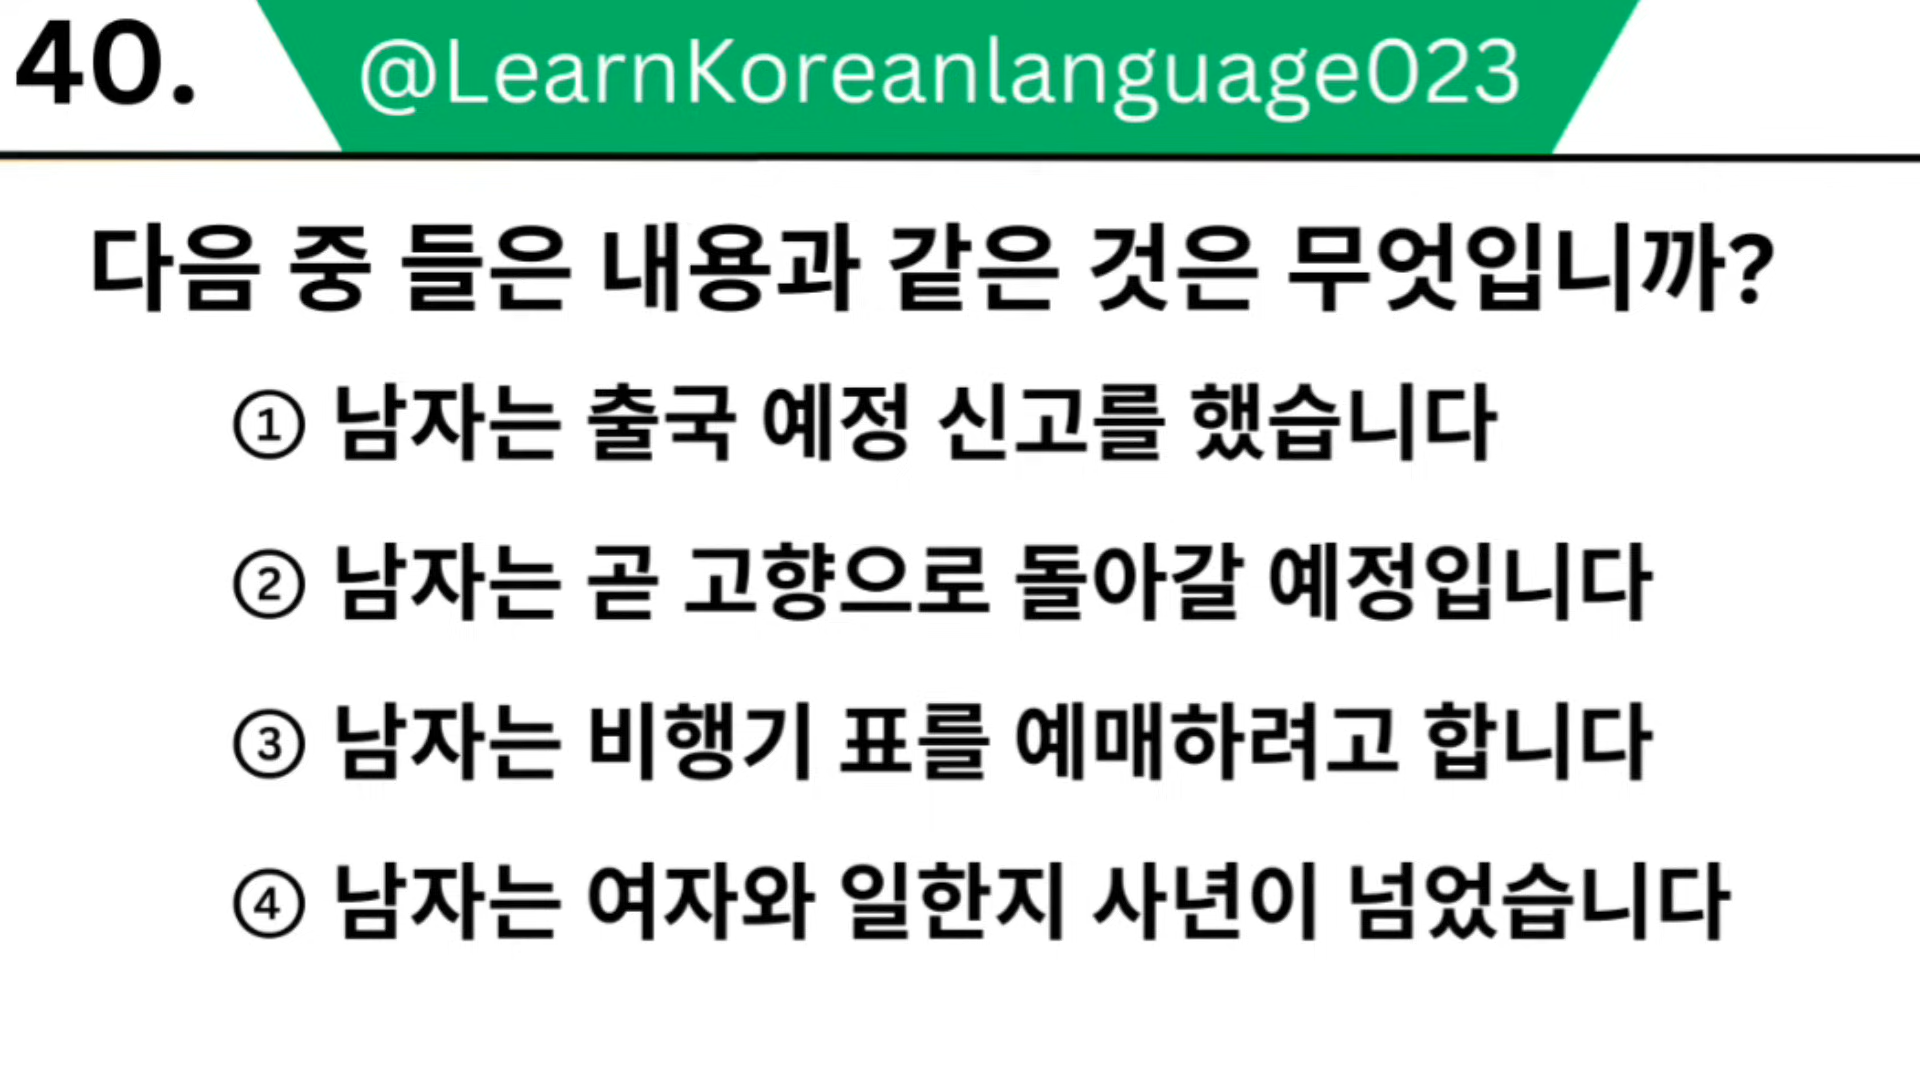 40.
@LearnKoreanlanguage023
다음 중 들은 내용과 같은 것은 무엇입니까?
① 남자는 출국 예정 신고를 했습니다
② 남자는 곧 고향으로 돌아갈 예정입니다
③ 남자는 비행기 표를 예매하려고 합니다
④ 남자는 여자와 일한지 사년이 넘었습니다